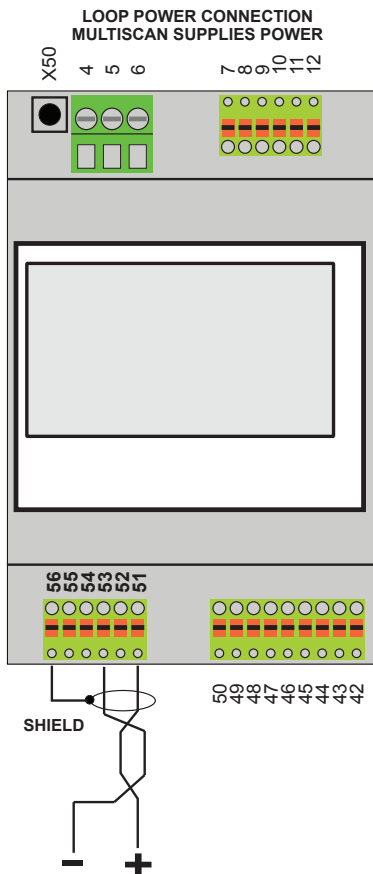 LOOP POWER CONNECTION
MULTISCAN SUPPLIES POWER
X50 4 5 6 7 8 9 10 11 12
56 55 54 53 52 51
50 49 48 47 46 45 44 43 42
SHIELD
− +